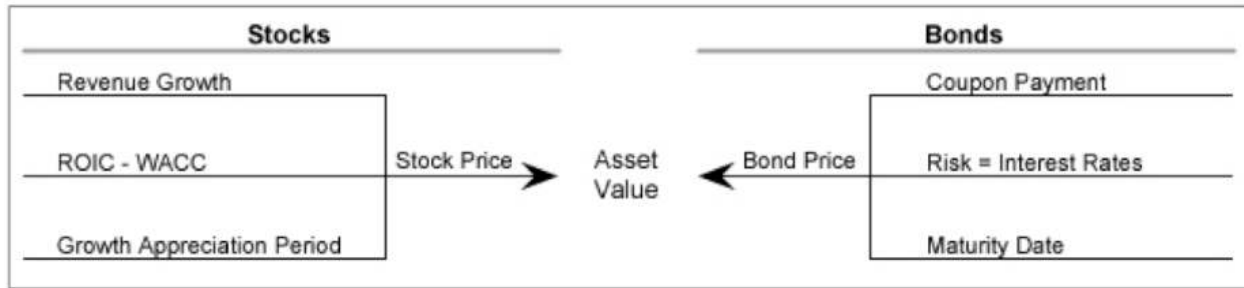 Stocks
Bonds
Revenue Growth
Coupon Payment
ROIC - WACC
Stock Price
Asset
Value
Bond Price
Risk = Interest Rates
Growth Appreciation Period
Maturity Date